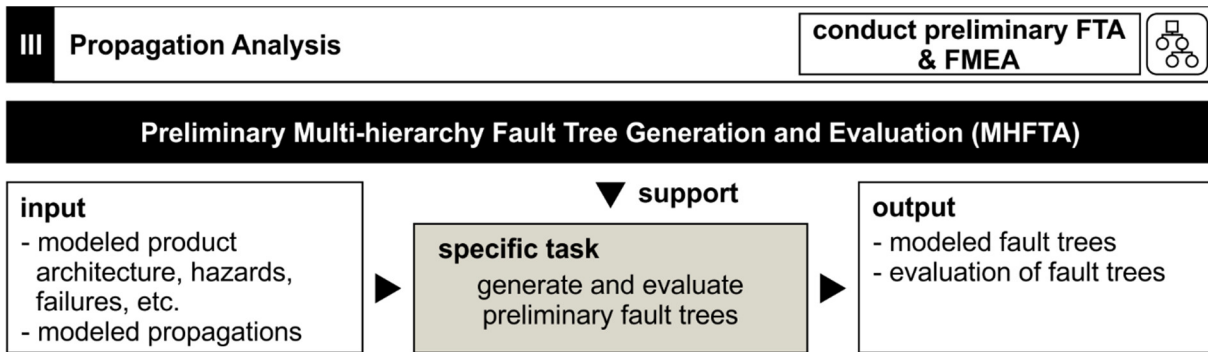 III Propagation Analysis
conduct preliminary FTA
& FMEA
Preliminary Multi-hierarchy Fault Tree Generation and Evaluation (MHFTA)
support
input
- modeled product
architecture, hazards,
failures, etc.
- modeled propagations
specific task
generate and evaluate
preliminary fault trees
output
- modeled fault trees
- evaluation of fault trees